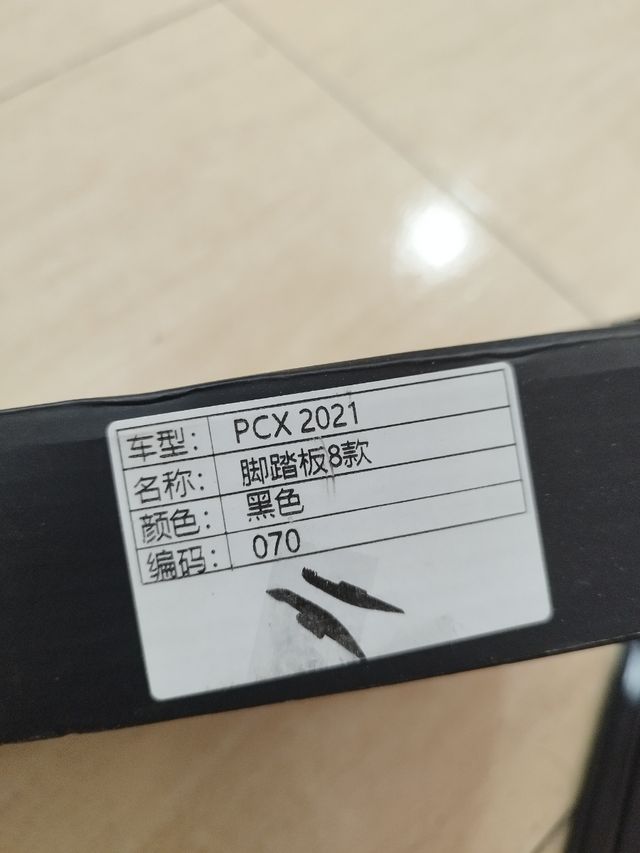 车型： PCX 2021
名称： 脚踏板8款
颜色： 黑色
编码： 070